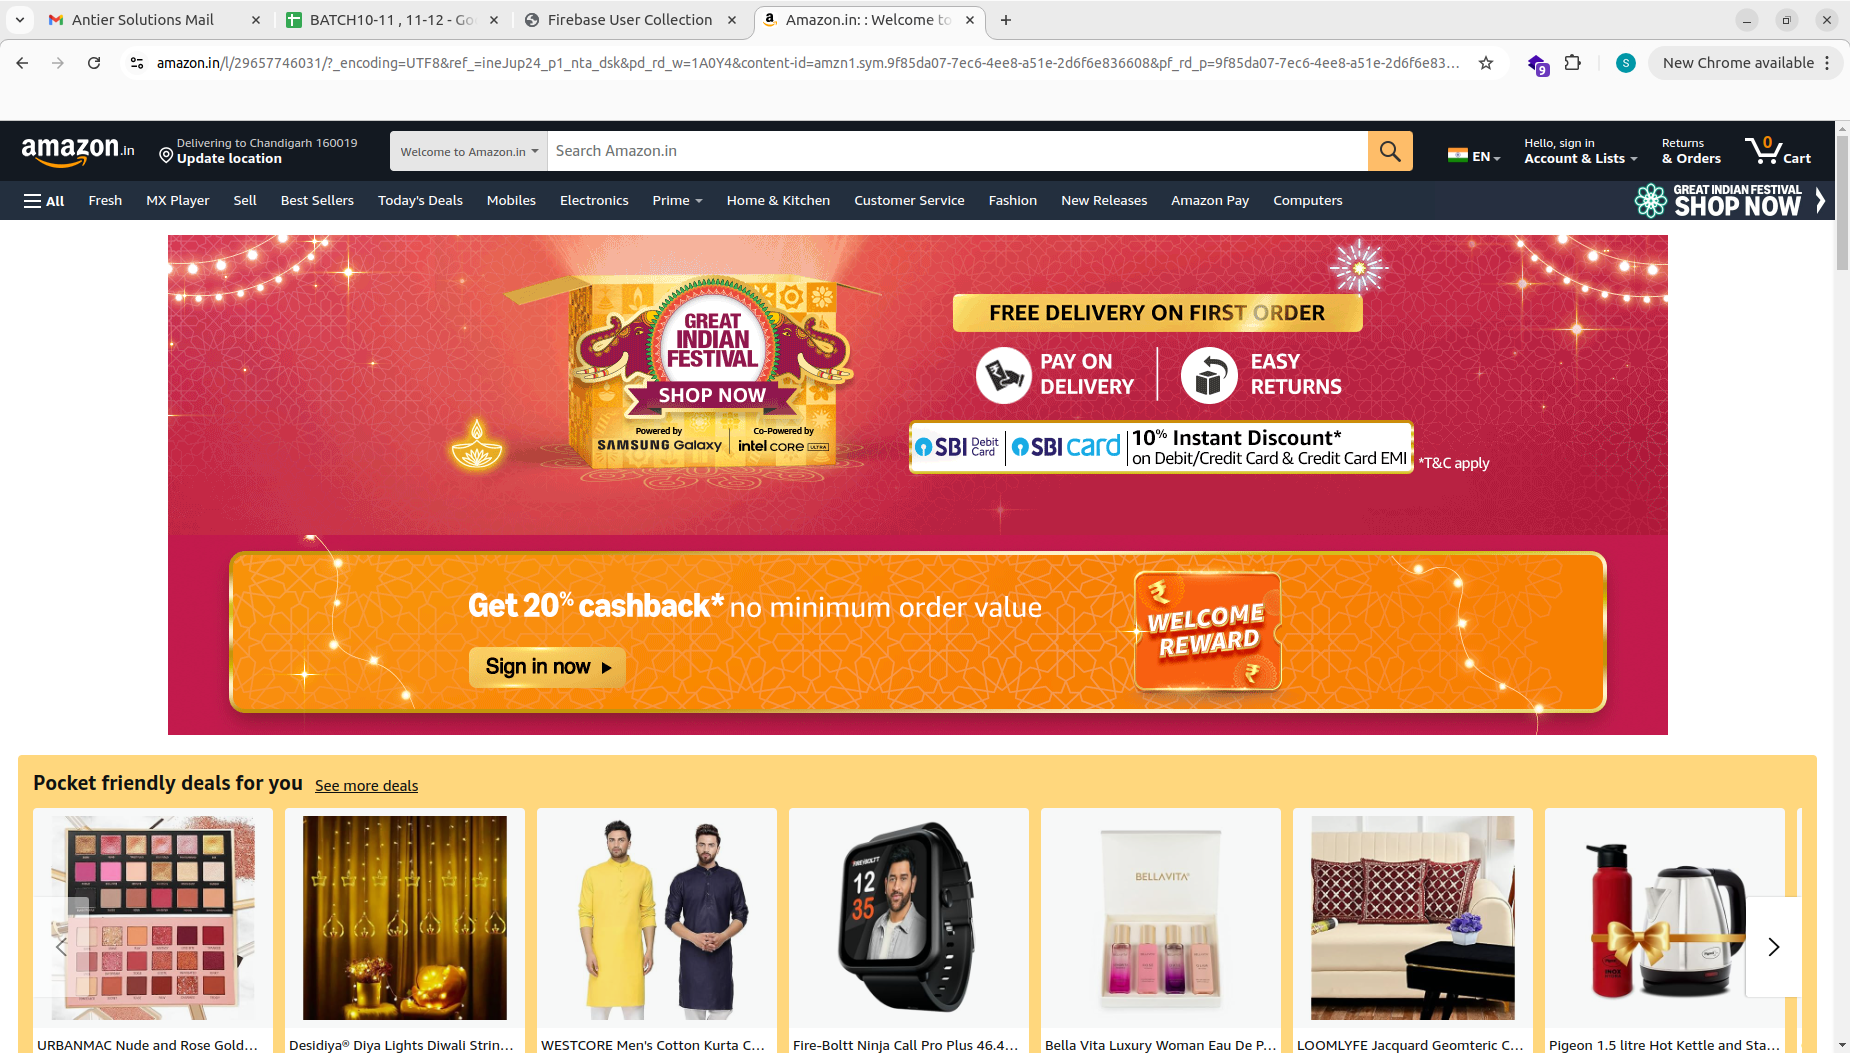 Antier Solutions Mail
BATCH10-11 , 11-12 - Go
Firebase User Collection
Amazon.in: : Welcome to
amazon.in/l/29657746031/?_encoding=UTF8&ref_=ineJup24_p1_nta_dsk&pd_rd_w=1A0Y4&content-id=amzn1.sym.9f85da07-7ec6-4ee8-a51e-2d6f6e836608&pf_rd_p=9f85da07-7ec6-4ee8-a51e-2d6f6e83...
9
S
New Chrome available
amazon.in
Delivering to Chandigarh 160019
Update location
Welcome to Amazon.in
Search Amazon.in
EN
Hello, sign in
Account & Lists
Returns
& Orders
0
Cart
All
Fresh
MX Player
Sell
Best Sellers
Today's Deals
Mobiles
Electronics
Prime
Home & Kitchen
Customer Service
Fashion
New Releases
Amazon Pay
Computers
GREAT INDIAN FESTIVAL
SHOP NOW
GREAT
INDIAN
FESTIVAL
SHOP NOW
Powered by
SAMSUNG Galaxy
Co-Powered by
intel CORE ULTRA
FREE DELIVERY ON FIRST ORDER
PAY ON
DELIVERY
EASY
RETURNS
SBI Debit Card
SBI card
10% Instant Discount*
on Debit/Credit Card & Credit Card EMI
*T&C apply
Get 20% cashback* no minimum order value
Sign in now
WELCOME
REWARD
Pocket friendly deals for you
See more deals
FIREBOLTT
12
35
BELLAVITA
URBANMAC Nude and Rose Gold...
Desidiya® Diya Lights Diwali Strin...
WESTCORE Men's Cotton Kurta C...
Fire-Boltt Ninja Call Pro Plus 46.4...
Bella Vita Luxury Woman Eau De P...
LOOMLYFE Jacquard Geomteric C...
Pigeon 1.5 litre Hot Kettle and Sta...